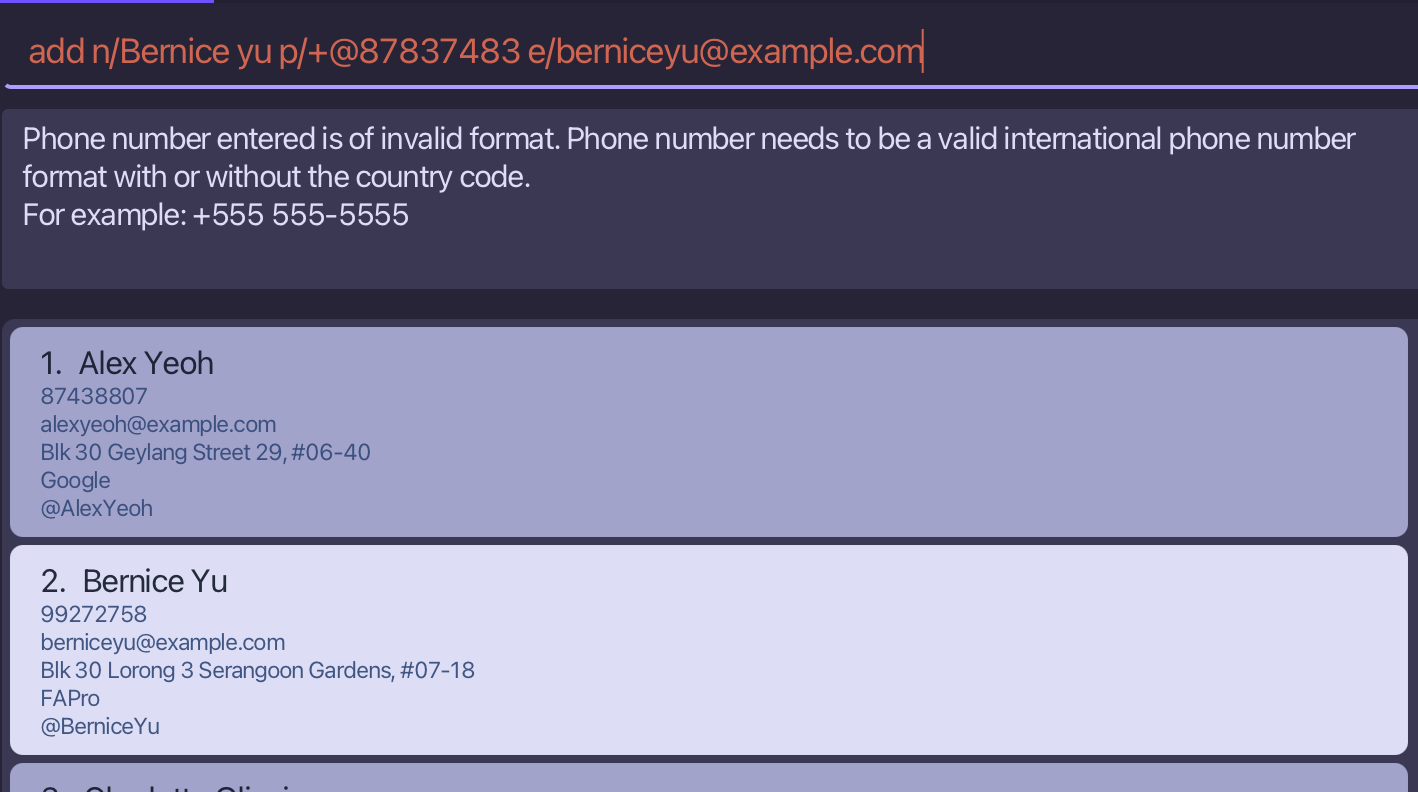 add n/Bernice yu p/+@87837483 e/berniceyu@example.com
Phone number entered is of invalid format. Phone number needs to be a valid international phone number
format with or without the country code.
For example: +555 555-5555
1. Alex Yeoh
87438807
alexyeoh@example.com
Blk 30 Geylang Street 29, #06-40
Google
@AlexYeoh
2. Bernice Yu
99272758
berniceyu@example.com
Blk 30 Lorong 3 Serangoon Gardens, #07-18
FAPro
@BerniceYu